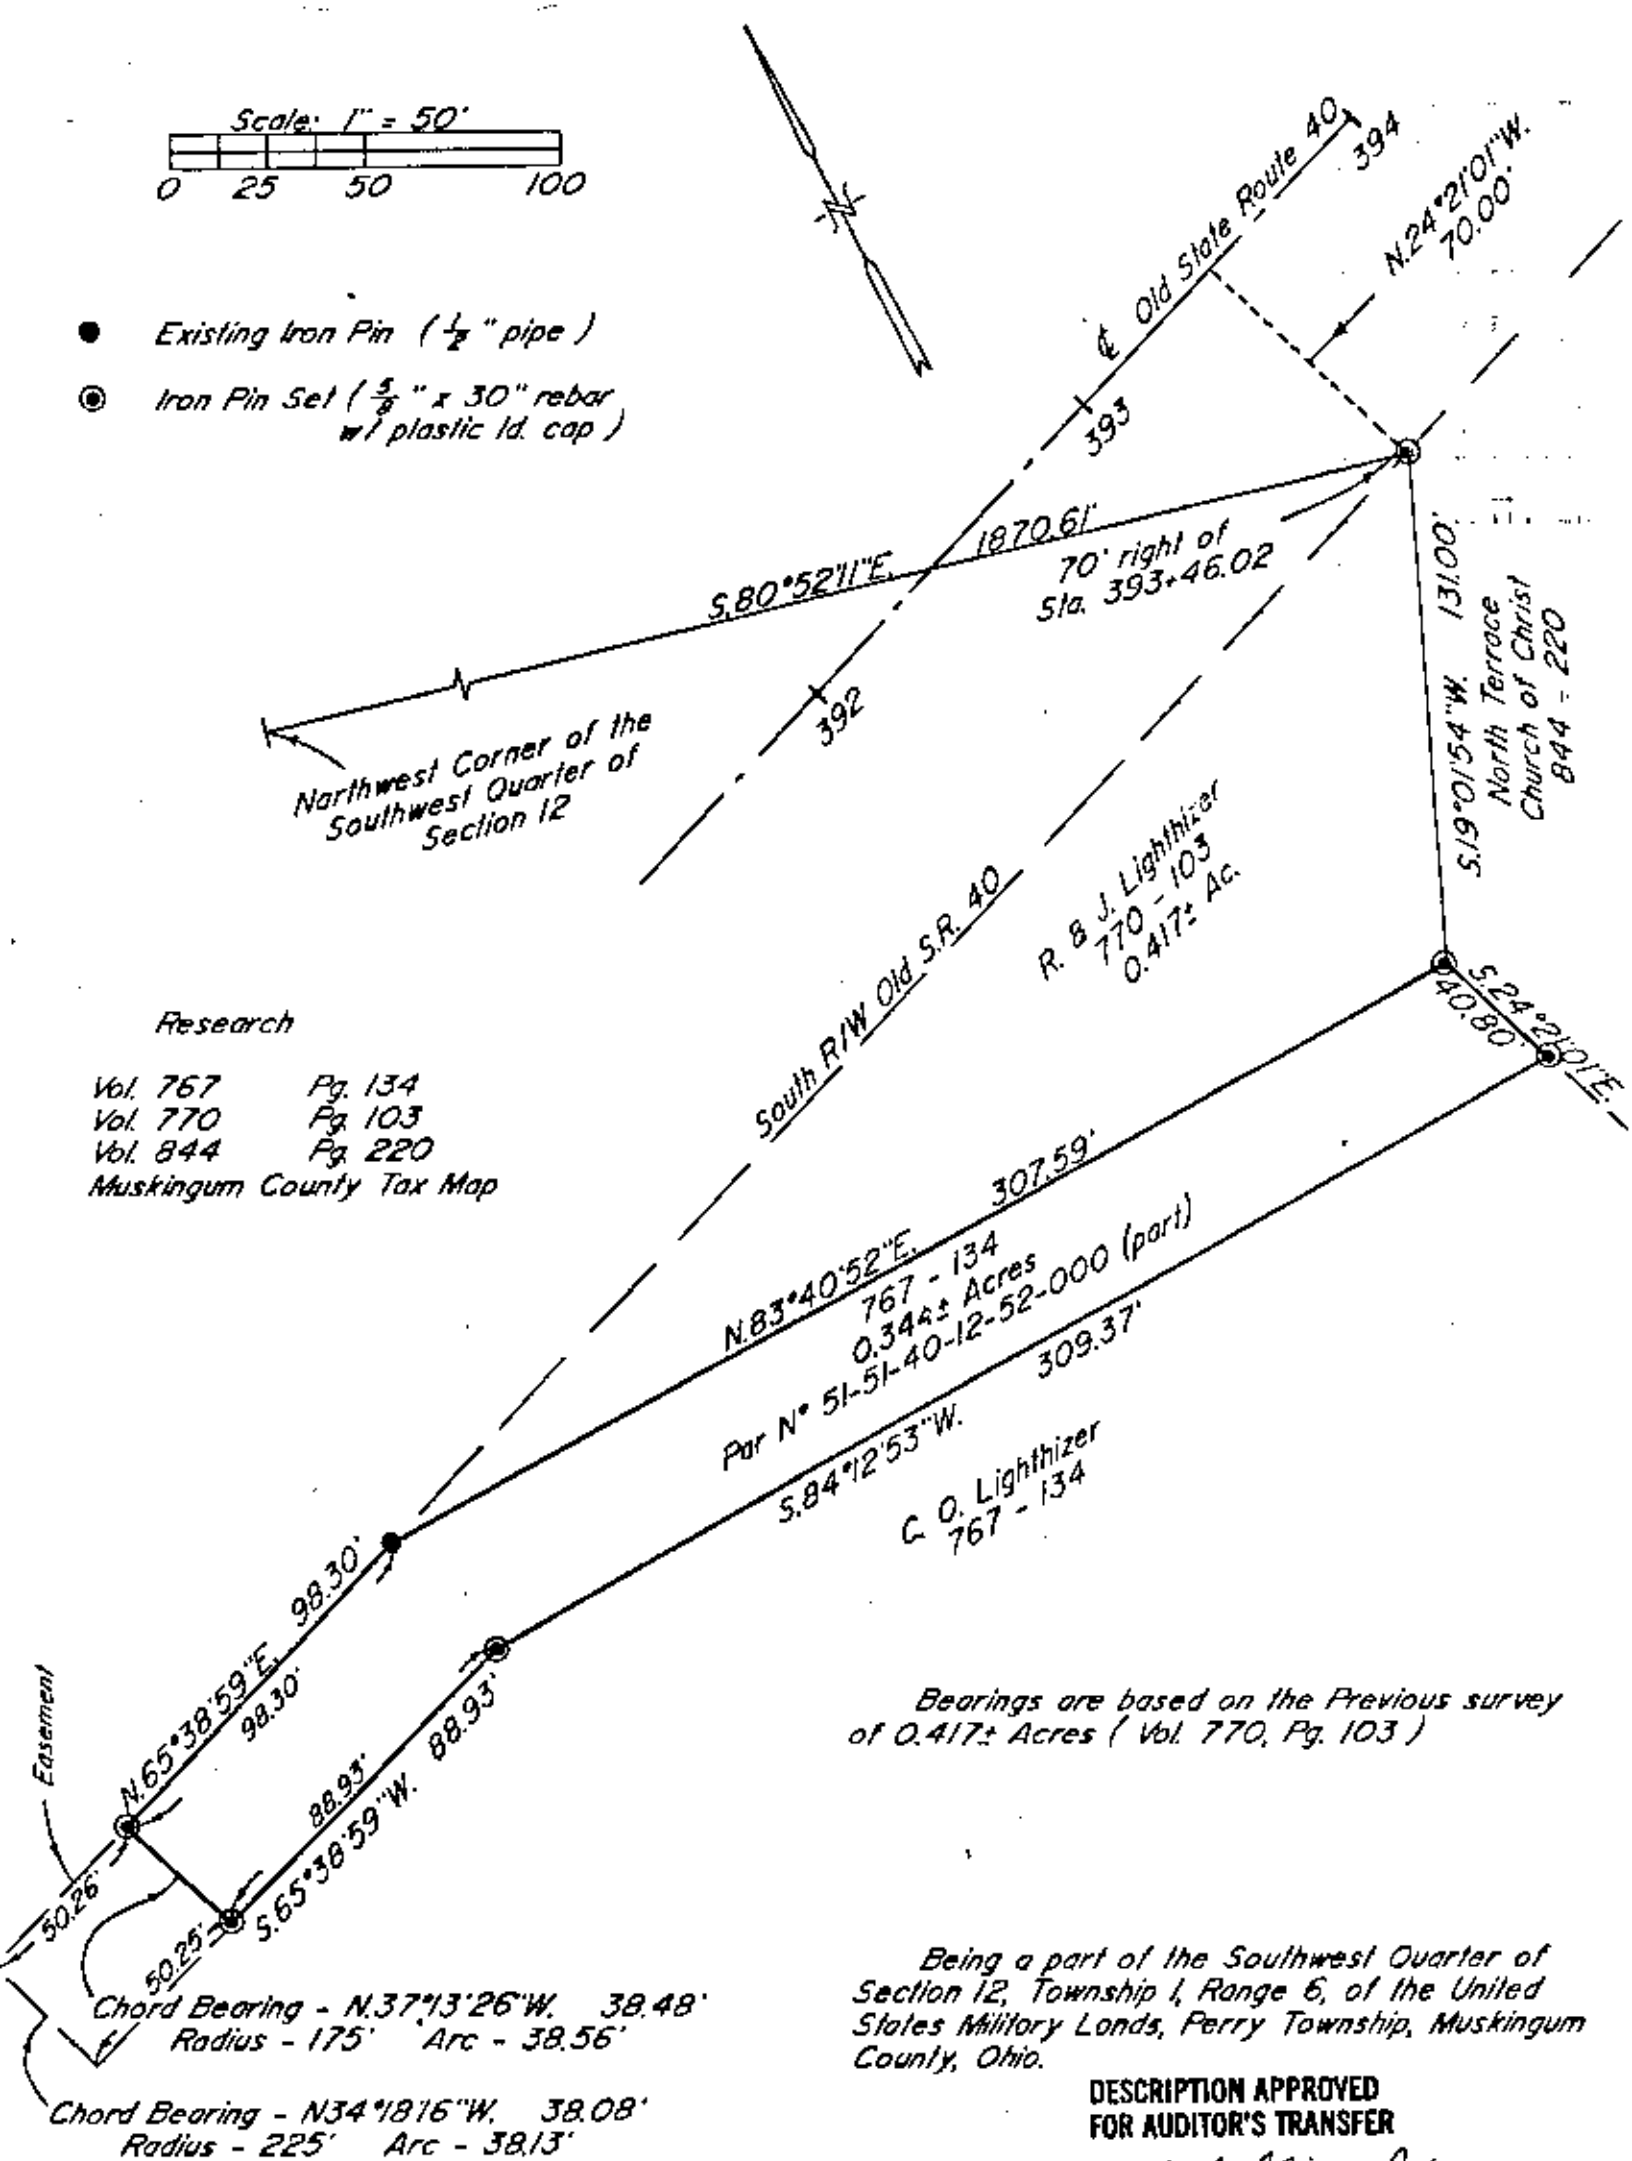 Scale: 1" = 50'
0 25 50 100
Existing Iron Pin ( 1/2 " pipe )
Iron Pin Set ( 5/8 " x 30" rebar
w/ plastic Id. cap )
℄ Old State Route 40
394
393
392
N.24°21'01"W.
70.00'
S.80°52'11"E. 1870.61'
70' right of
Sta. 393+46.02
Northwest Corner of the
Southwest Quarter of
Section 12
S.19°01'54"W. 131.00'
North Terrace
Church of Christ
844 - 220
R. & J. Lighthizer
770 - 103
0.417± Ac.
South R/W Old S.R. 40
S.24°21'01"E.
40.80'
Research
Vol. 767 Pg. 134
Vol. 770 Pg. 103
Vol. 844 Pg. 220
Muskingum County Tax Map
N.83°40'52"E. 307.59'
767 - 134
0.344± Acres
Par Nº 51-51-40-12-52-000 (part)
S.84°12'53"W. 309.37'
C. O. Lighthizer
767 - 134
N.65°38'59"E. 98.30'
98.30'
88.93'
S.65°38'59"W. 88.93'
Easement
50.26'
50.25'
Chord Bearing - N.37°13'26"W. 38.48'
Radius - 175' Arc - 38.56'
Chord Bearing - N34°18'16"W. 38.08'
Radius - 225' Arc - 38.13'
Bearings are based on the Previous survey
of 0.417± Acres ( Vol. 770, Pg. 103 )
Being a part of the Southwest Quarter of
Section 12, Township 1, Range 6, of the United
States Military Lands, Perry Township, Muskingum
County, Ohio.
DESCRIPTION APPROVED
FOR AUDITOR'S TRANSFER